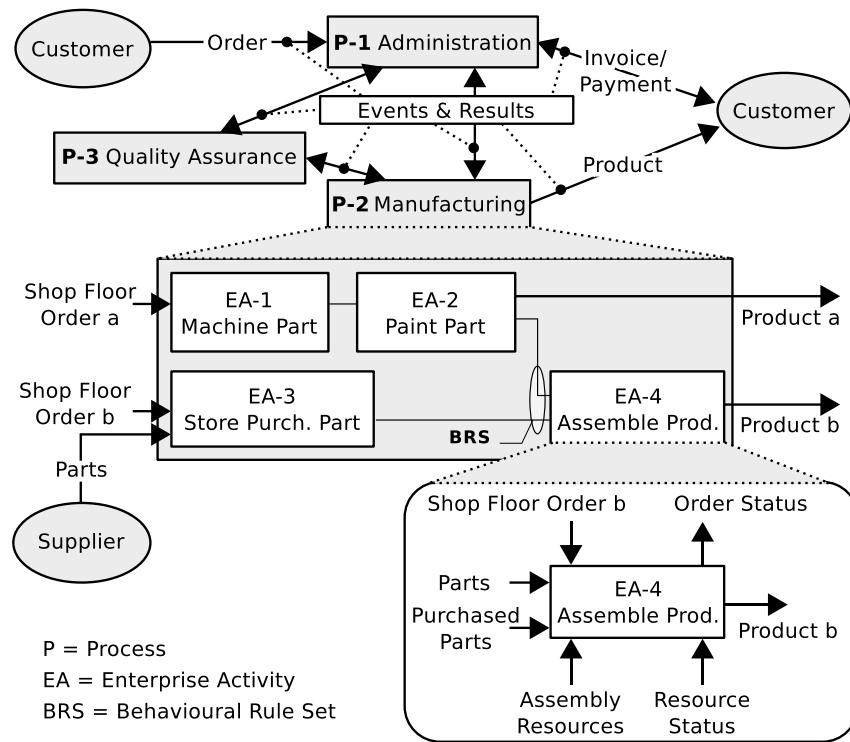 Customer
Order
P-1 Administration
Invoice/
Payment
Customer
Events & Results
P-3 Quality Assurance
Product
P-2 Manufacturing
Shop Floor
Order a
EA-1
Machine Part
EA-2
Paint Part
Product a
Shop Floor
Order b
EA-3
Store Purch. Part
BRS
EA-4
Assemble Prod.
Product b
Parts
Supplier
Shop Floor Order b
Order Status
Parts
Purchased
Parts
EA-4
Assemble Prod.
Product b
Assembly
Resources
Resource
Status
P = Process
EA = Enterprise Activity
BRS = Behavioural Rule Set